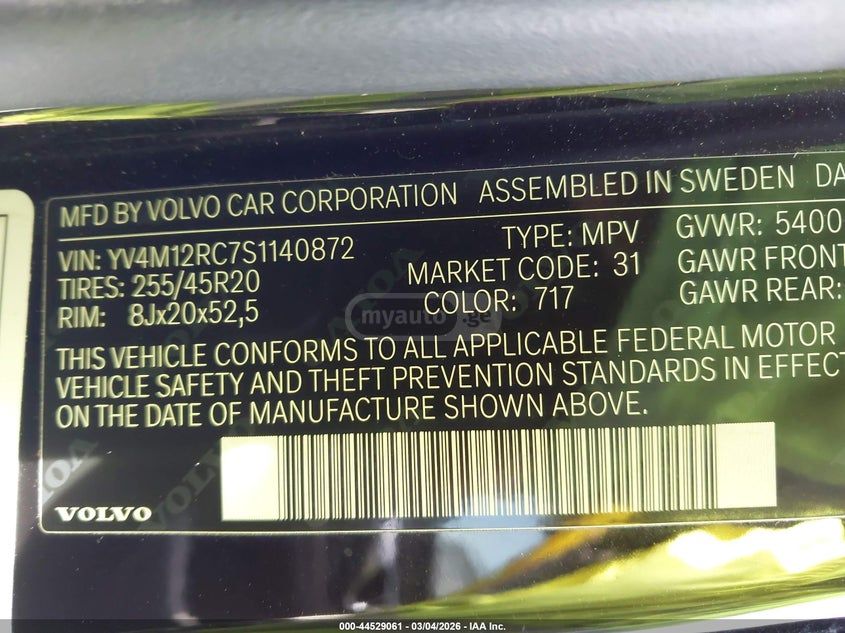 MFD BY VOLVO CAR CORPORATION ASSEMBLED IN SWEDEN DA
VIN: YV4M12RC7S1140872 TYPE: MPV GVWR: 5400
TIRES: 255/45R20 MARKET CODE: 31 GAWR FRONT
RIM: 8Jx20x52,5 COLOR: 717 GAWR REAR:
myauto.ge
THIS VEHICLE CONFORMS TO ALL APPLICABLE FEDERAL MOTOR
VEHICLE SAFETY AND THEFT PREVENTION STANDARDS IN EFFECT
ON THE DATE OF MANUFACTURE SHOWN ABOVE.
VOLVO
000-44529061 - 03/04/2026 - IAA Inc.